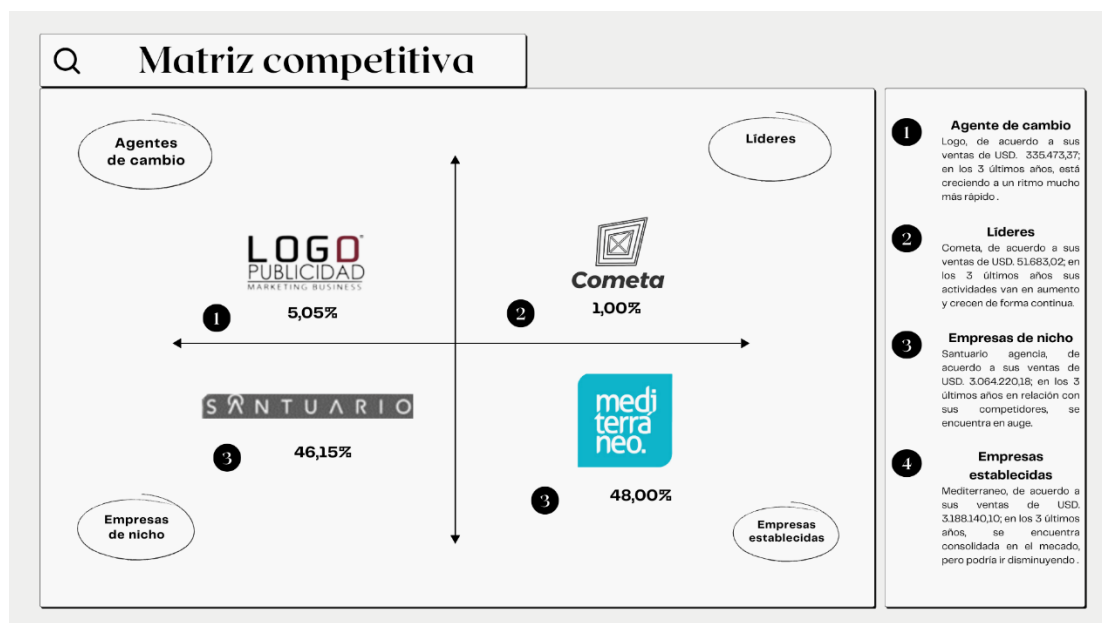 Matriz competitiva
Agentes
de cambio
Líderes
LOGO
PUBLICIDAD
MARKETING BUSINESS
1
5,05%
Cometa
2
1,00%
SANTUARIO
3
46,15%
medi
terrá
neo.
3
48,00%
Empresas
de nicho
Empresas
establecidas
1
Agente de cambio
Logo, de acuerdo a sus
ventas de USD. 335.473,37;
en los 3 últimos años, está
creciendo a un ritmo mucho
más rápido .
2
Líderes
Cometa, de acuerdo a sus
ventas de USD. 51.683,02; en
los 3 últimos años sus
actividades van en aumento
y crecen de forma continua.
3
Empresas de nicho
Santuario agencia, de
acuerdo a sus ventas de
USD. 3.064.220,18; en los 3
últimos años en relación con
sus competidores, se
encuentra en auge.
4
Empresas
establecidas
Mediterraneo, de acuerdo a
sus ventas de USD.
3.188.140,10; en los 3 últimos
años, se encuentra
consolidada en el mecado,
pero podría ir disminuyendo .